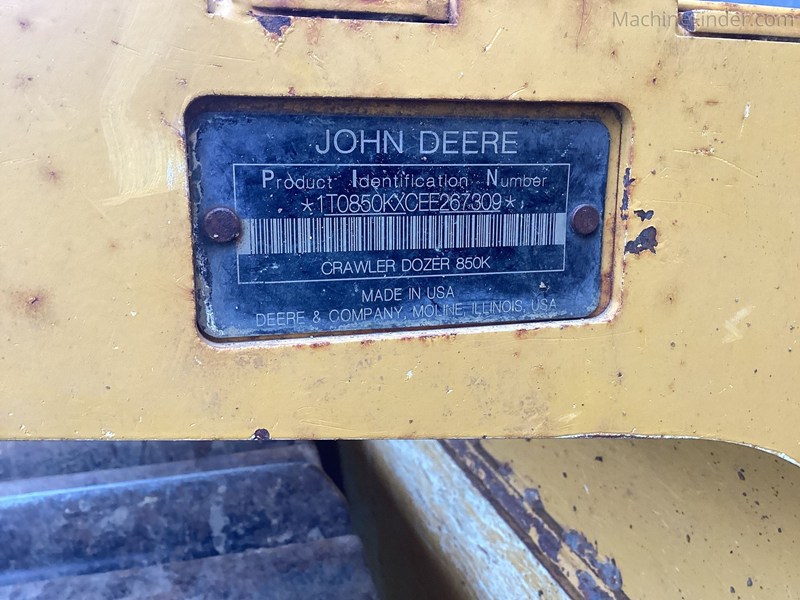 MachineFinder.com
JOHN DEERE
Product Identification Number
*1T0850KXCEE267309*
CRAWLER DOZER 850K
MADE IN USA
DEERE & COMPANY, MOLINE, ILLINOIS, USA